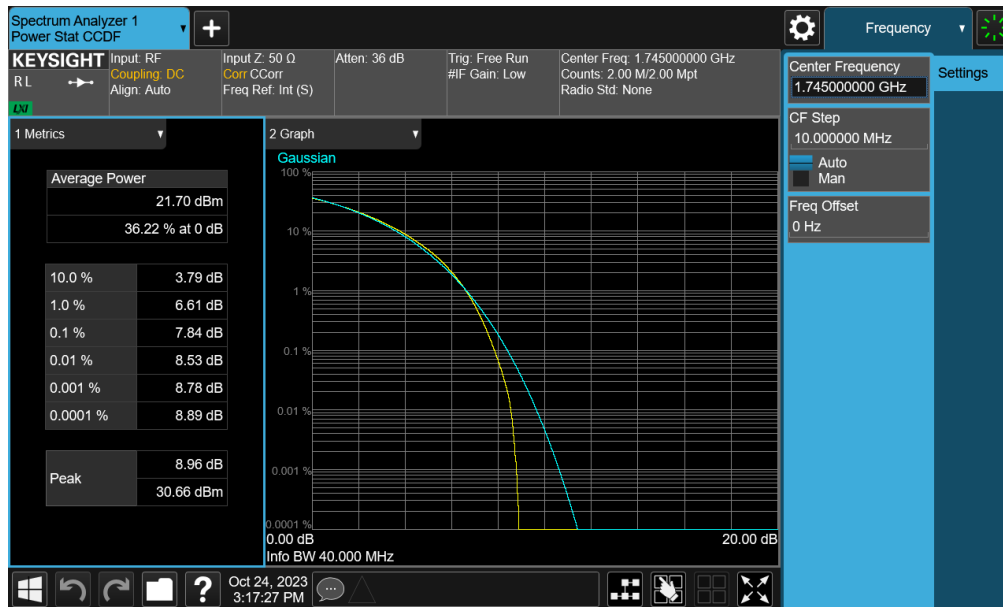 Spectrum Analyzer 1
Power Stat CCDF
+
Frequency
KEYSIGHT
RL
LXI
Input: RF
Coupling: DC
Align: Auto
Input Z: 50 Ω
Corr CCorr
Freq Ref: Int (S)
Atten: 36 dB
Trig: Free Run
#IF Gain: Low
Center Freq: 1.745000000 GHz
Counts: 2.00 M/2.00 Mpt
Radio Std: None
Center Frequency
1.745000000 GHz
Settings
CF Step
10.000000 MHz
Auto
Man
Freq Offset
0 Hz
1 Metrics
Average Power
21.70 dBm
36.22 % at 0 dB
10.0 % 3.79 dB
1.0 % 6.61 dB
0.1 % 7.84 dB
0.01 % 8.53 dB
0.001 % 8.78 dB
0.0001 % 8.89 dB
Peak
8.96 dB
30.66 dBm
2 Graph
Gaussian
100 %
10 %
1 %
0.1 %
0.01 %
0.001 %
0.0001 %
0.00 dB 20.00 dB
Info BW 40.000 MHz
?
Oct 24, 2023
3:17:27 PM